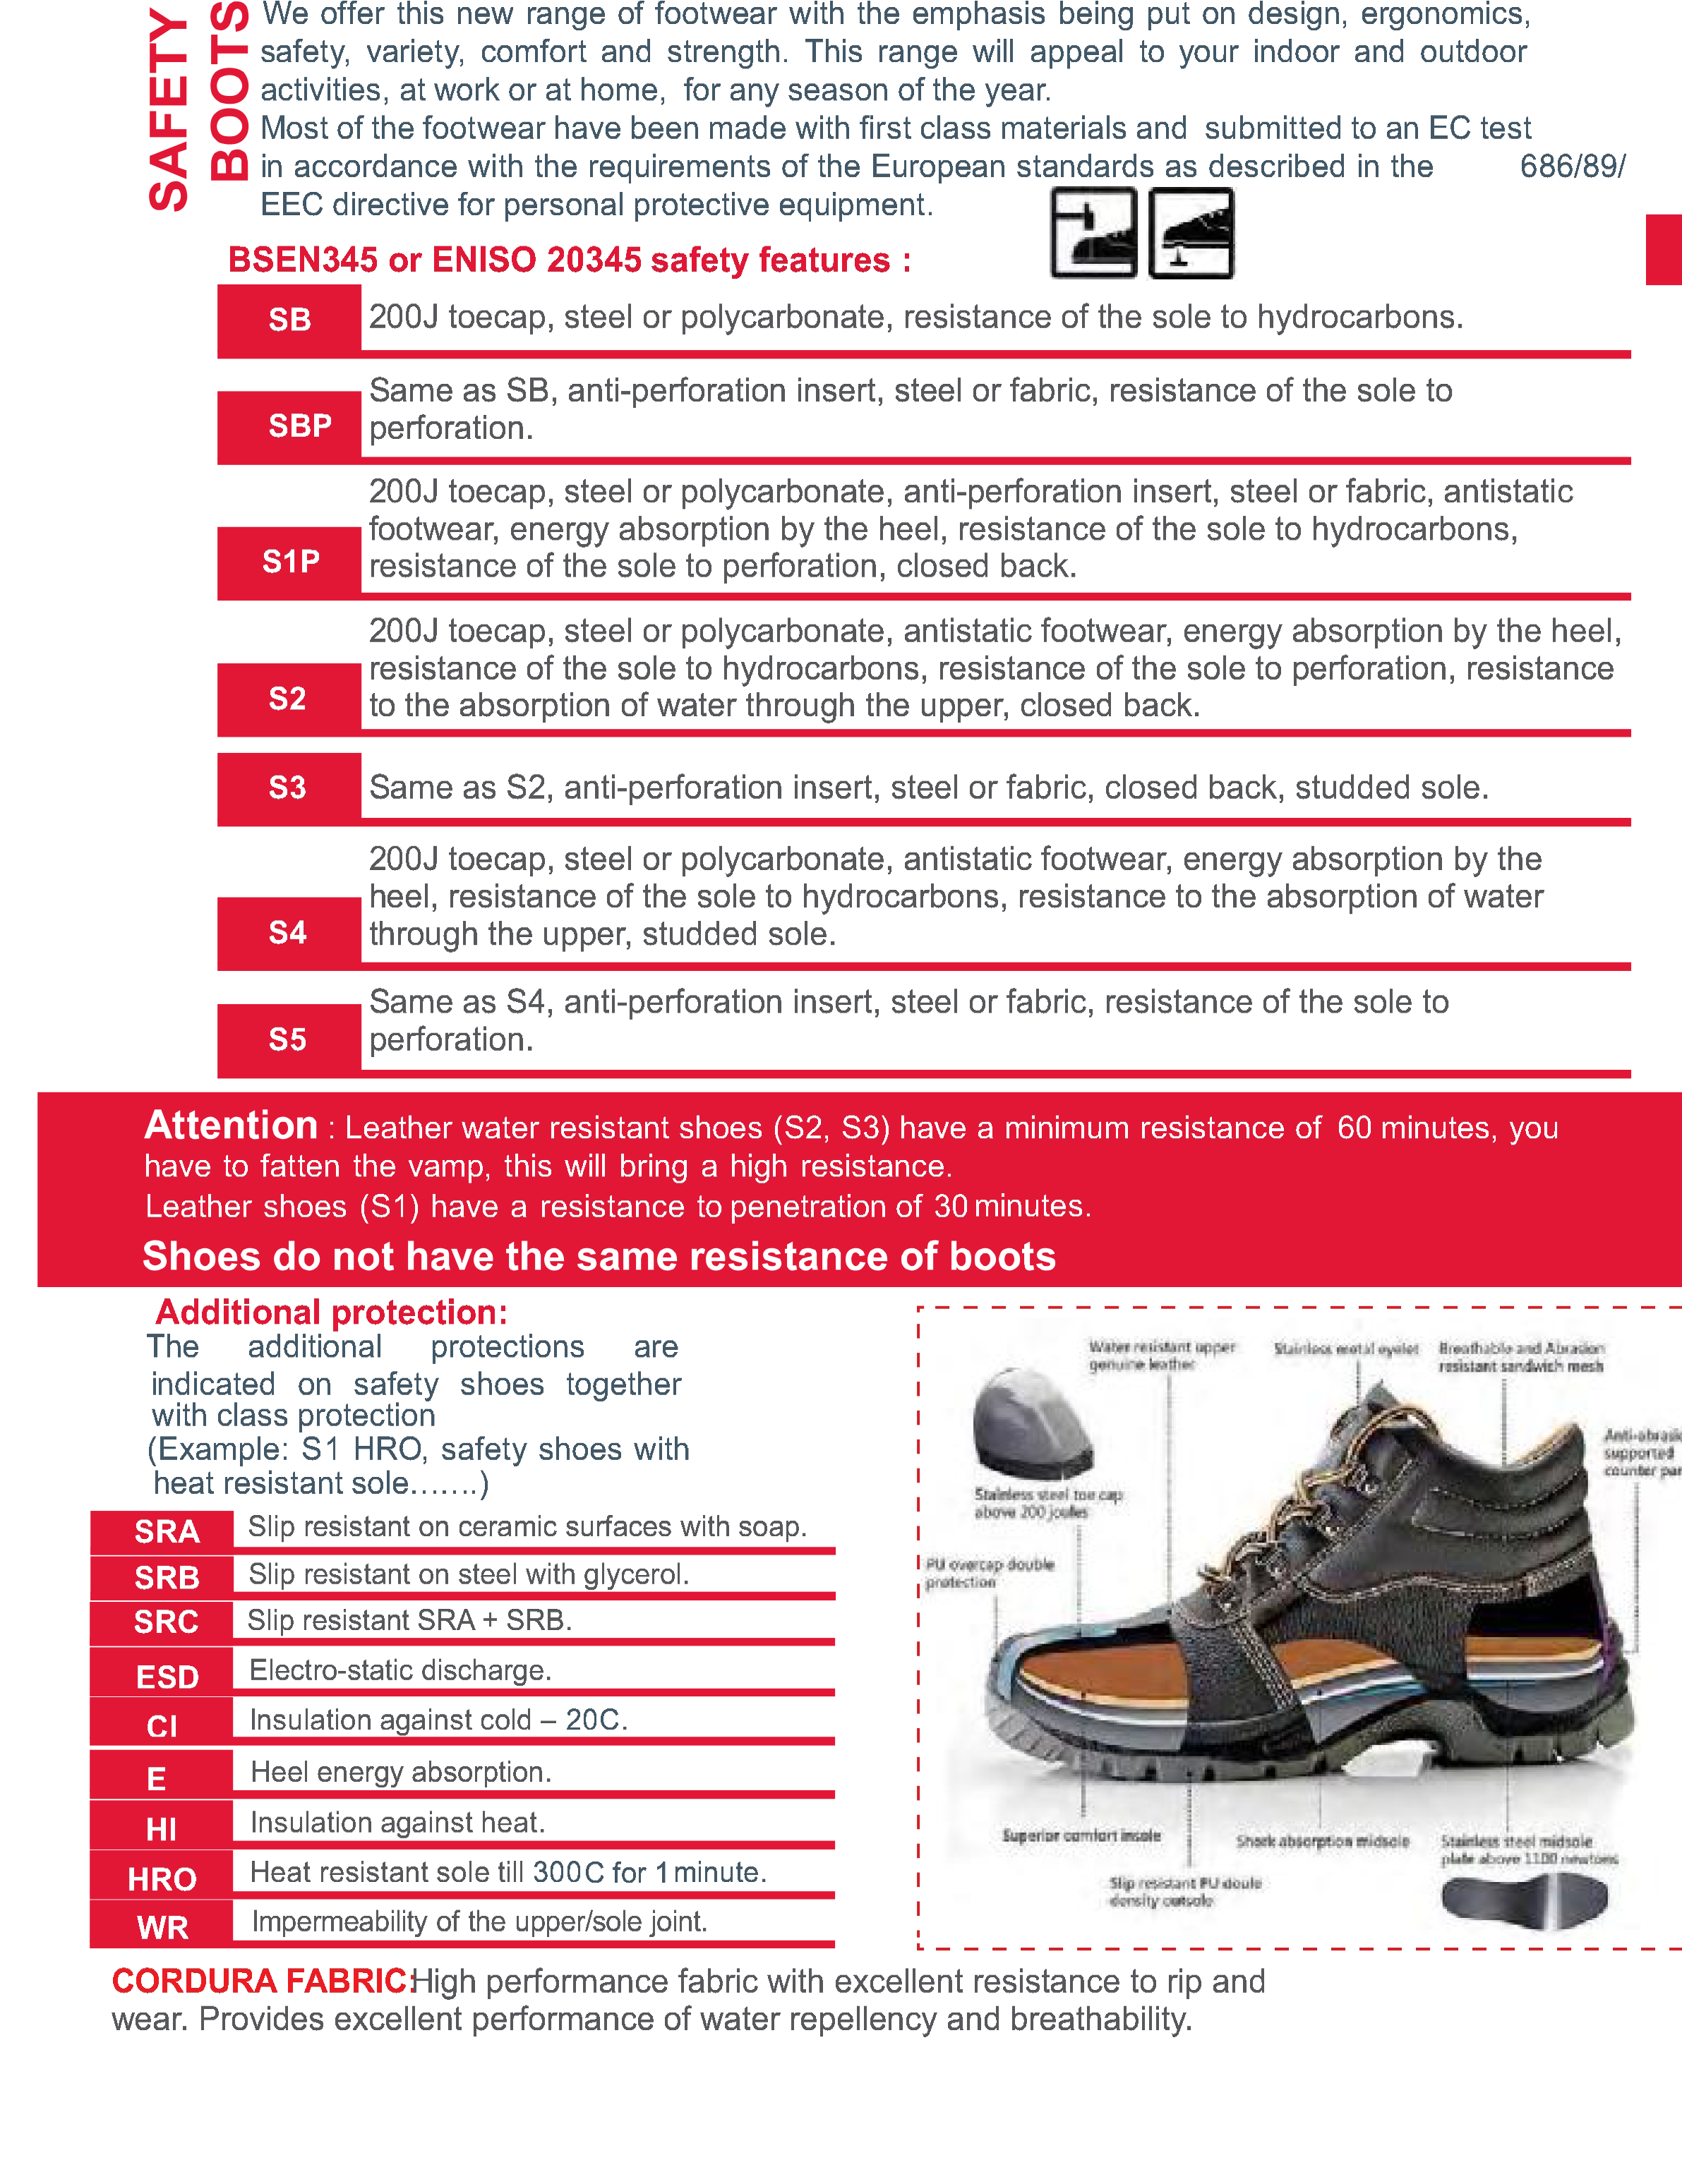 SAFETY
BOOTS
We offer this new range of footwear with the emphasis being put on design, ergonomics,
safety, variety, comfort and strength. This range will appeal to your indoor and outdoor
activities, at work or at home, for any season of the year.
Most of the footwear have been made with first class materials and submitted to an EC test
in accordance with the requirements of the European standards as described in the 686/89/
EEC directive for personal protective equipment.
BSEN345 or ENISO 20345 safety features :
SB 200J toecap, steel or polycarbonate, resistance of the sole to hydrocarbons.
Same as SB, anti-perforation insert, steel or fabric, resistance of the sole to
SBP perforation.
200J toecap, steel or polycarbonate, anti-perforation insert, steel or fabric, antistatic
footwear, energy absorption by the heel, resistance of the sole to hydrocarbons,
S1P resistance of the sole to perforation, closed back.
200J toecap, steel or polycarbonate, antistatic footwear, energy absorption by the heel,
resistance of the sole to hydrocarbons, resistance of the sole to perforation, resistance
S2 to the absorption of water through the upper, closed back.
S3 Same as S2, anti-perforation insert, steel or fabric, closed back, studded sole.
200J toecap, steel or polycarbonate, antistatic footwear, energy absorption by the
heel, resistance of the sole to hydrocarbons, resistance to the absorption of water
S4 through the upper, studded sole.
Same as S4, anti-perforation insert, steel or fabric, resistance of the sole to
S5 perforation.
Attention : Leather water resistant shoes (S2, S3) have a minimum resistance of 60 minutes, you
have to fatten the vamp, this will bring a high resistance.
Leather shoes (S1) have a resistance to penetration of 30 minutes.
Shoes do not have the same resistance of boots
Additional protection:
The additional protections are
indicated on safety shoes together
with class protection
(Example: S1 HRO, safety shoes with
heat resistant sole.......)
SRA Slip resistant on ceramic surfaces with soap.
SRB Slip resistant on steel with glycerol.
SRC Slip resistant SRA + SRB.
ESD Electro-static discharge.
CI Insulation against cold – 20C.
E Heel energy absorption.
HI Insulation against heat.
HRO Heat resistant sole till 300C for 1 minute.
WR Impermeability of the upper/sole joint.
Water resistant upper
genuine leather
Stainless metal eyelet
Breathable and Abrasion
resistant sandwich mesh
Anti-abrasio
supported
counter par
Stainless steel toe cap
above 200 joules
PU overcap double
protection
Superior comfort insole
Shock absorption midsole
Stainless steel midsole
plate above 1100 newtons
Slip resistant PU doule
density outsole
CORDURA FABRIC:High performance fabric with excellent resistance to rip and
wear. Provides excellent performance of water repellency and breathability.